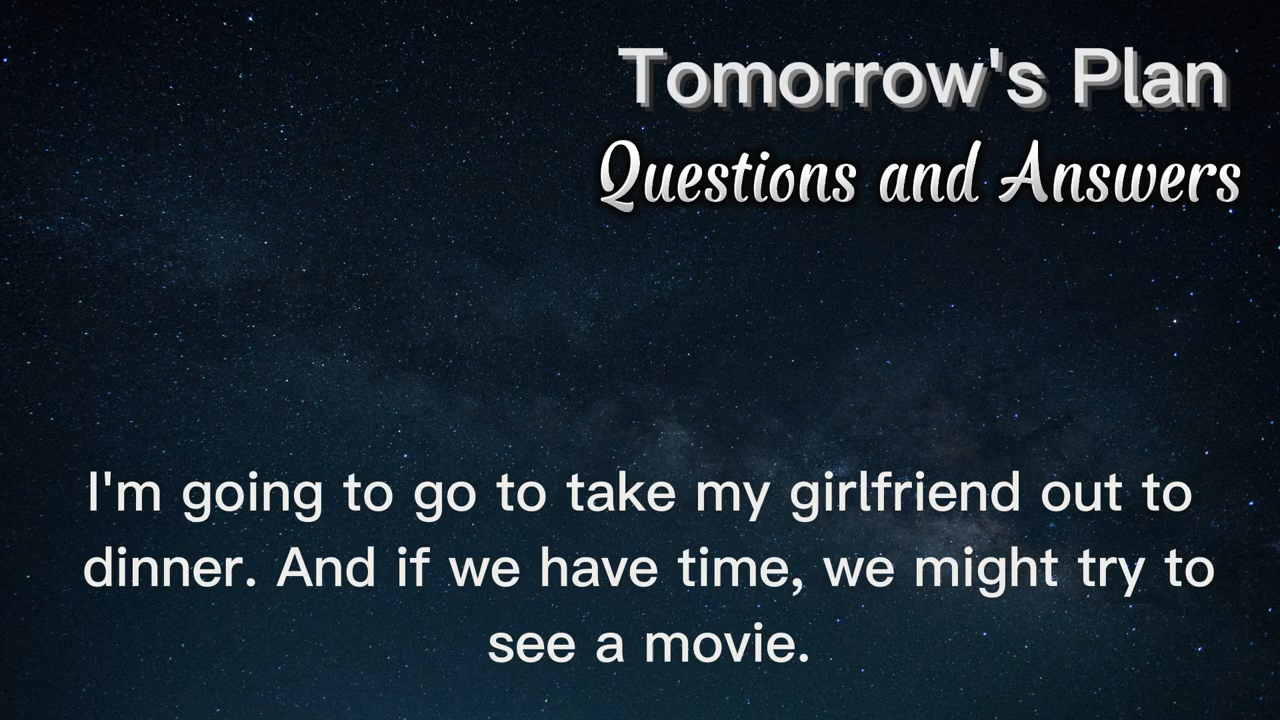 Tomorrow's Plan
Questions and Answers
I'm going to go to take my girlfriend out to
dinner. And if we have time, we might try to
see a movie.